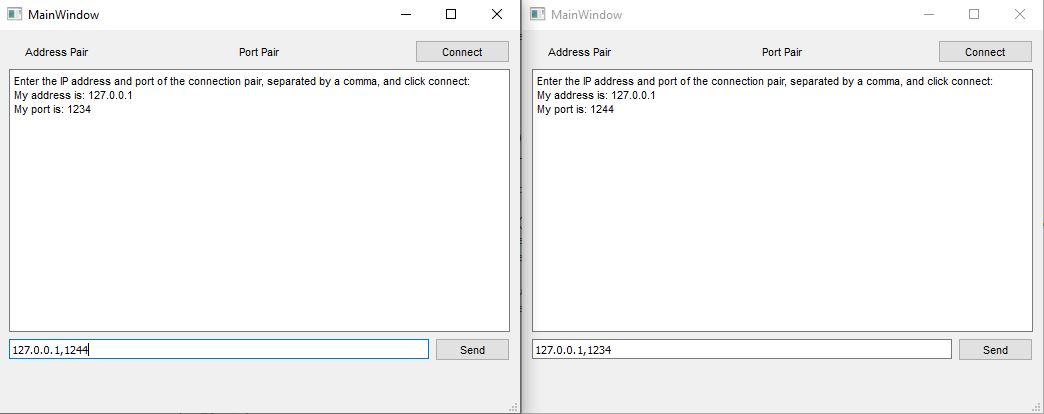 MainWindow
Address Pair Port Pair Connect
Enter the IP address and port of the connection pair, separated by a comma, and click connect:
My address is: 127.0.0.1
My port is: 1234
127.0.0.1,1244 Send
MainWindow
Address Pair Port Pair Connect
Enter the IP address and port of the connection pair, separated by a comma, and click connect:
My address is: 127.0.0.1
My port is: 1244
127.0.0.1,1234 Send